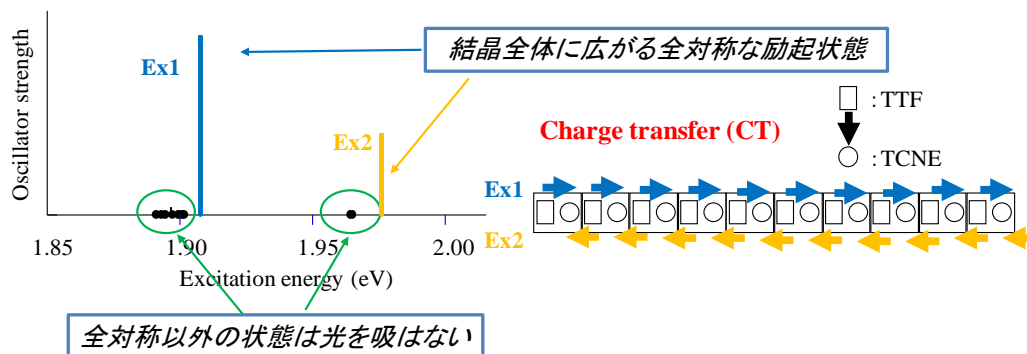 Oscillator strength
Ex1
Ex2
結晶全体に広がる全対称な励起状態
1.85
1.90
1.95
2.00
Excitation energy (eV)
全対称以外の状態は光を吸はない
Charge transfer (CT)
: TTF
: TCNE
Ex1
Ex2